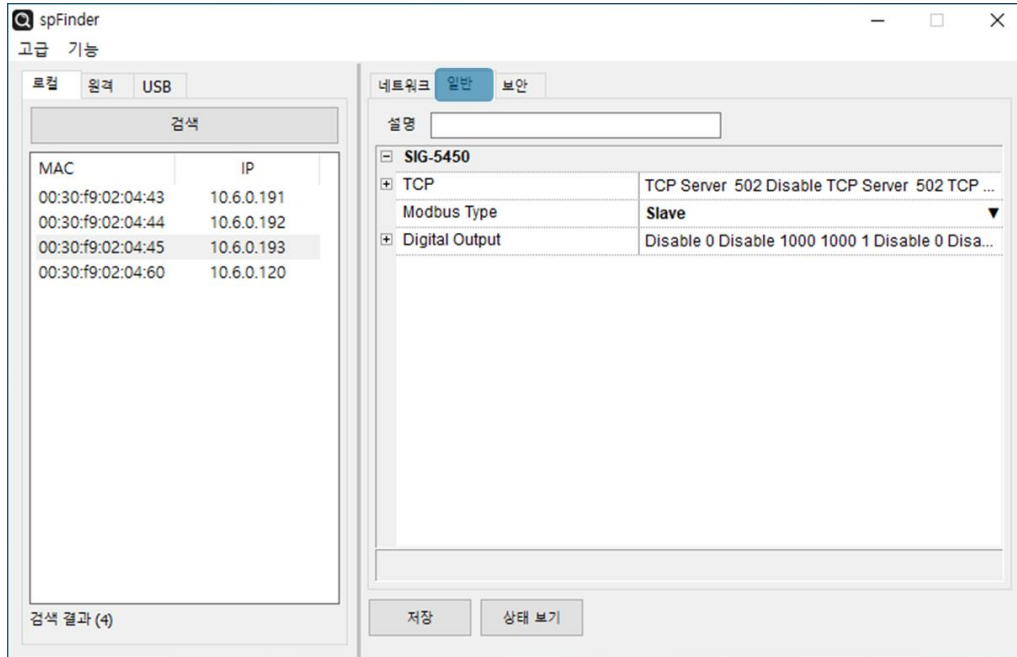 spFinder
고급 기능
로컬 원격 USB
검색
MAC IP
00:30:f9:02:04:43 10.6.0.191
00:30:f9:02:04:44 10.6.0.192
00:30:f9:02:04:45 10.6.0.193
00:30:f9:02:04:60 10.6.0.120
검색 결과 (4)
네트워크 일반 보안
설명
SIG-5450
TCP TCP Server 502 Disable TCP Server 502 TCP ...
Modbus Type Slave
Digital Output Disable 0 Disable 1000 1000 1 Disable 0 Disa...
저장 상태 보기